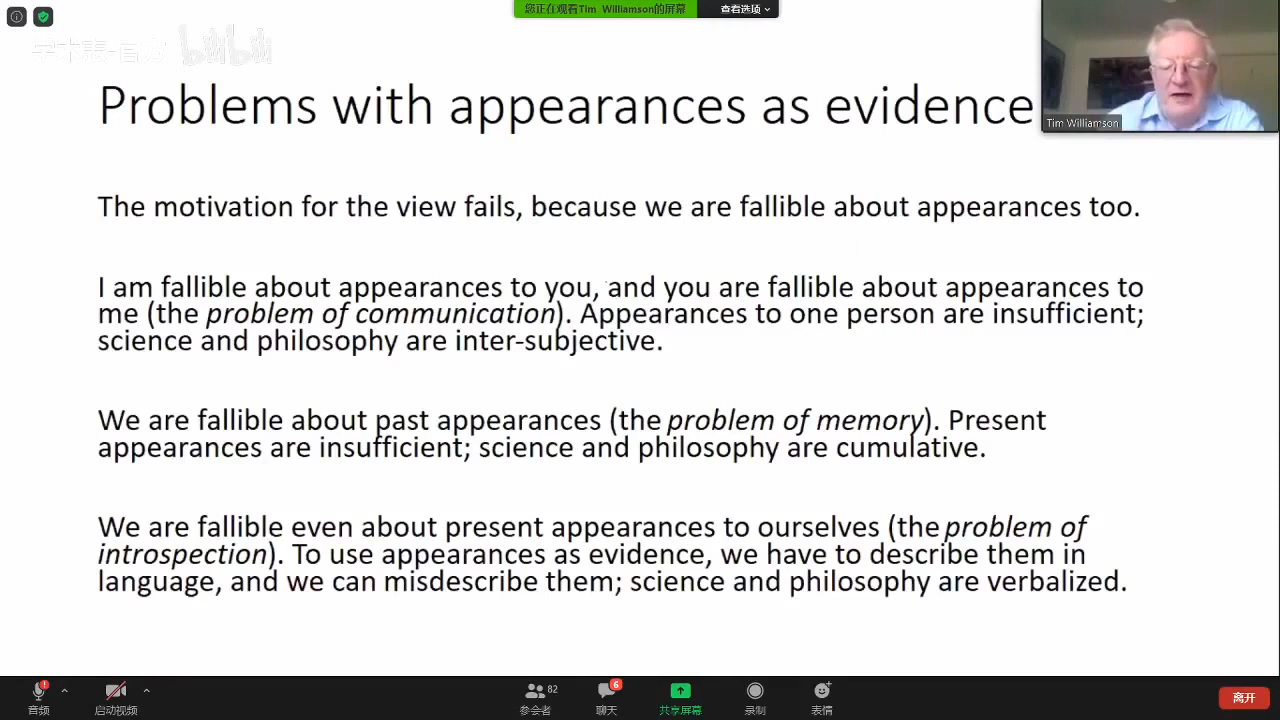 您正在观看Tim Williamson的屏幕
查看选项
bilibili
Problems with appearances as evidence
Tim Williamson
The motivation for the view fails, because we are fallible about appearances too.
I am fallible about appearances to you, and you are fallible about appearances to
me (the problem of communication). Appearances to one person are insufficient;
science and philosophy are inter-subjective.
We are fallible about past appearances (the problem of memory). Present
appearances are insufficient; science and philosophy are cumulative.
We are fallible even about present appearances to ourselves (the problem of
introspection). To use appearances as evidence, we have to describe them in
language, and we can misdescribe them; science and philosophy are verbalized.
82
6
音频
启动视频
参会者
聊天
共享屏幕
录制
表情
离开